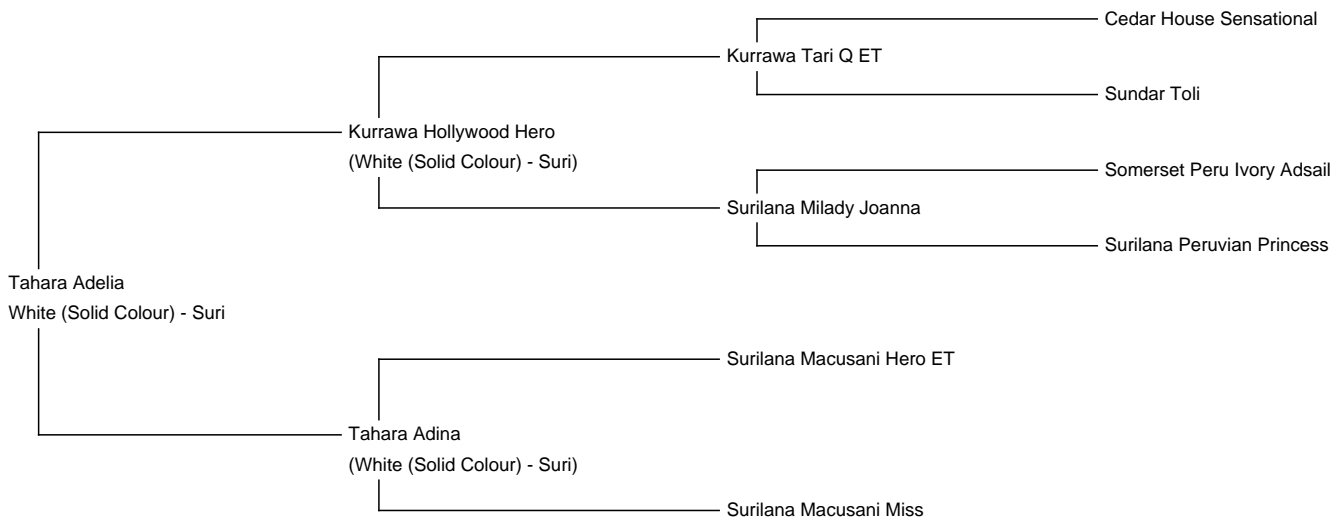 Cedar House Sensational
Kurrawa Tari Q ET
Sundar Toli
Kurrawa Hollywood Hero
(White (Solid Colour) - Suri)
Somerset Peru Ivory Adsail
Surilana Milady Joanna
Surilana Peruvian Princess
Tahara Adelia
White (Solid Colour) - Suri
Surilana Macusani Hero ET
Tahara Adina
(White (Solid Colour) - Suri)
Surilana Macusani Miss